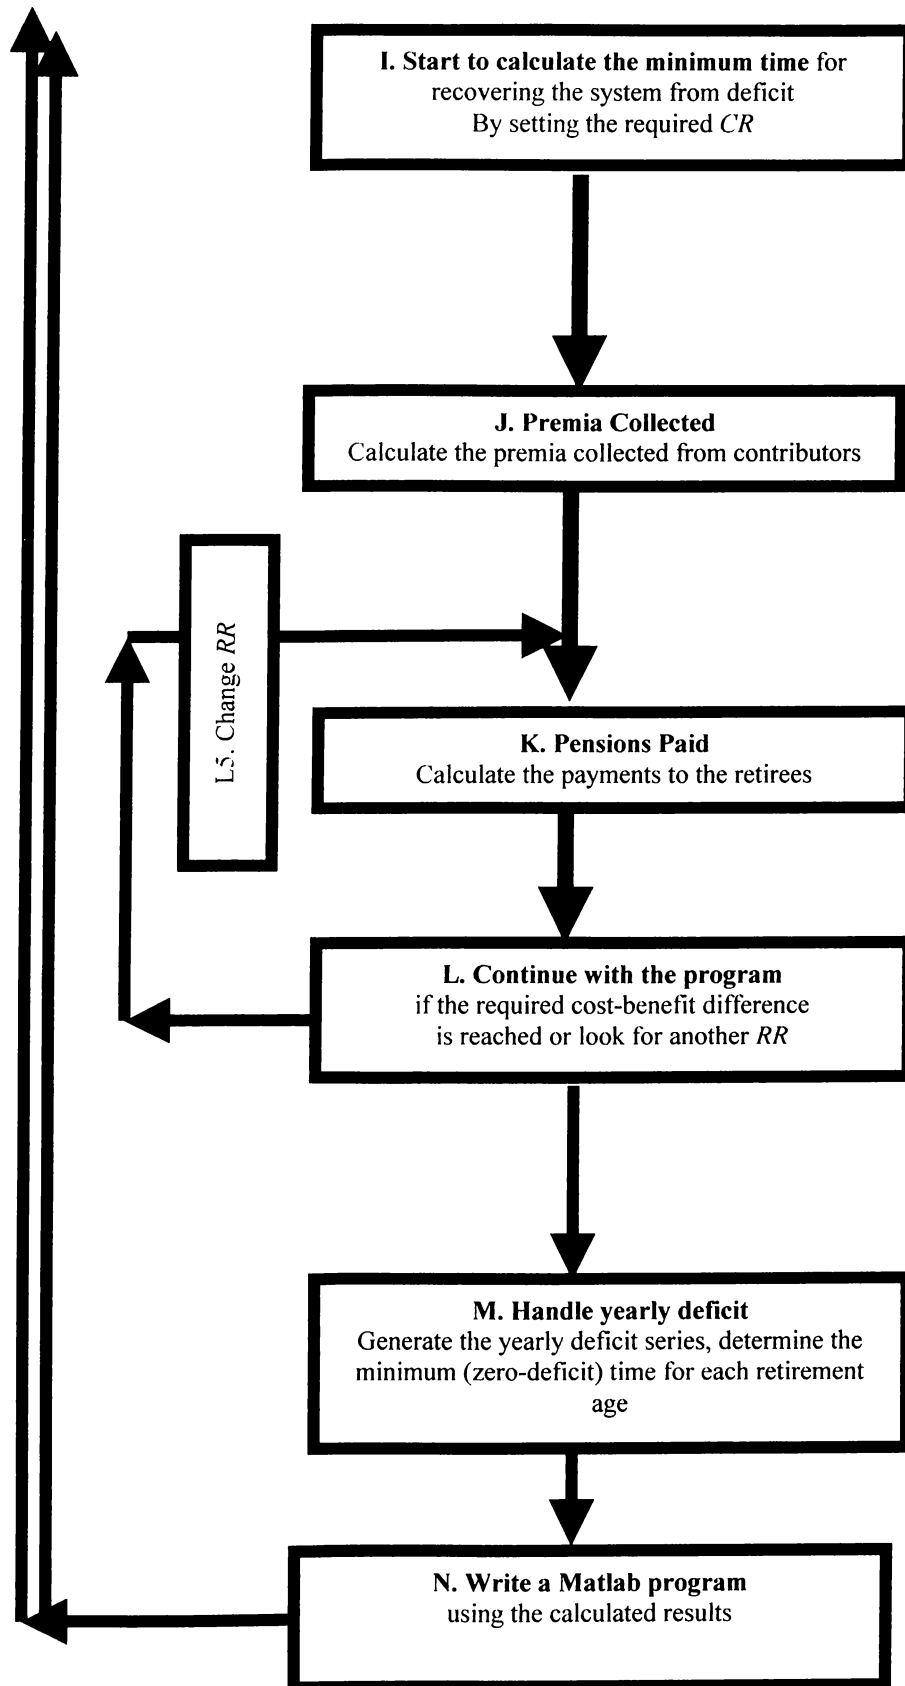 I. Start to calculate the minimum time for
recovering the system from deficit
By setting the required CR
J. Premia Collected
Calculate the premia collected from contributors
L5. Change RR
K. Pensions Paid
Calculate the payments to the retirees
L. Continue with the program
if the required cost-benefit difference
is reached or look for another RR
M. Handle yearly deficit
Generate the yearly deficit series, determine the
minimum (zero-deficit) time for each retirement
age
N. Write a Matlab program
using the calculated results